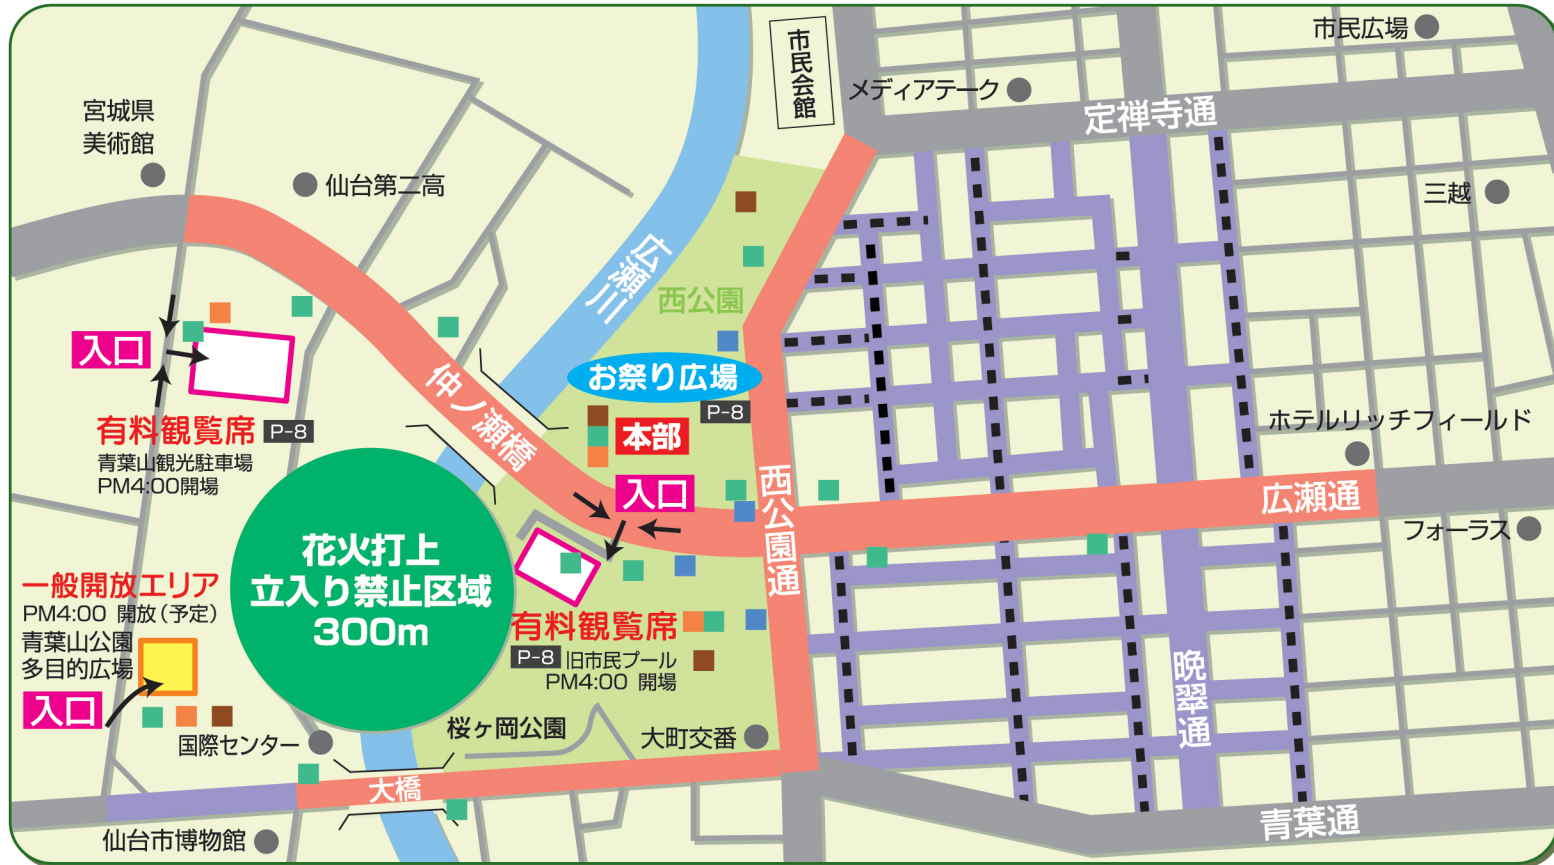 市民広場
市民会館
メディアテーク
定禅寺通
宮城県
美術館
仙台第二高
三越
広瀬川
西公園
入口
お祭り広場
P-8
仲ノ瀬橋
本部
有料観覧席 P-8
青葉山観光駐車場
PM4:00開場
ホテルリッチフィールド
入口
西公園通
広瀬通
フォーラス
花火打上
立入り禁止区域
300m
一般開放エリア
PM4:00 開放(予定)
青葉山公園
多目的広場
入口
有料観覧席
P-8 旧市民プール
PM4:00 開場
晩翠通
桜ヶ岡公園
大町交番
国際センター
大橋
青葉通
仙台市博物館